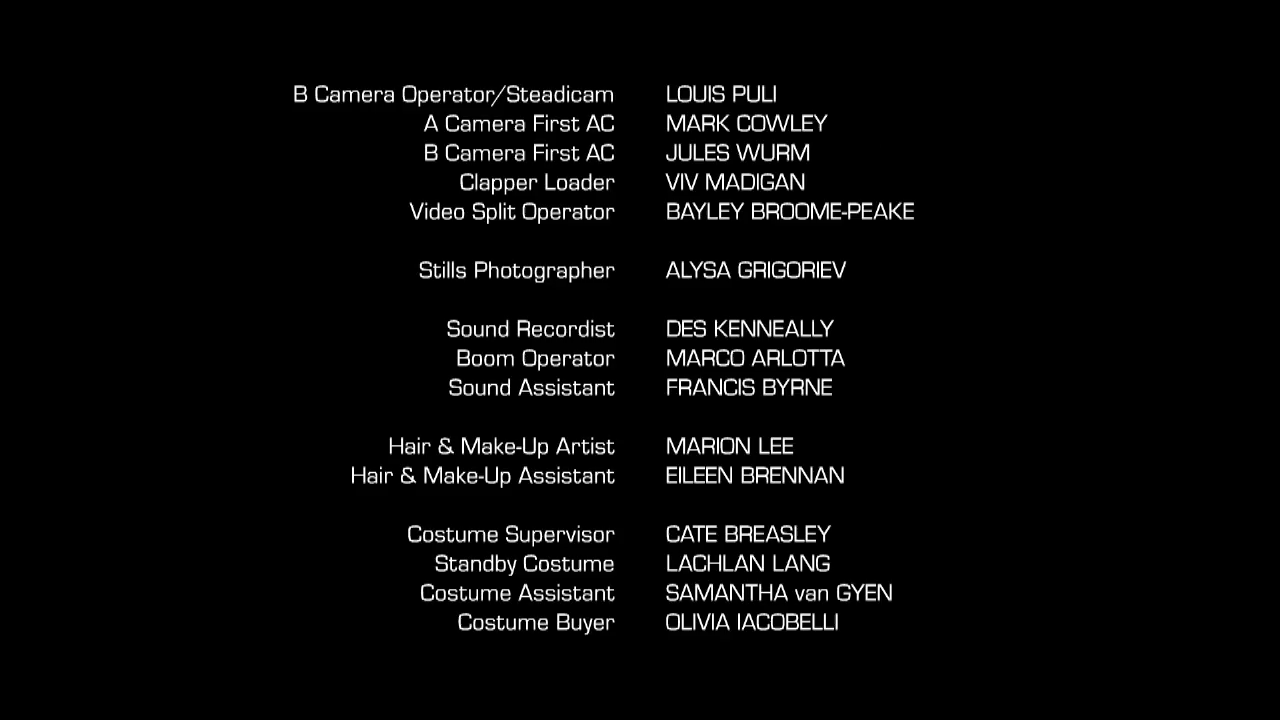 B Camera Operator/Steadicam LOUIS PULI
A Camera First AC MARK COWLEY
B Camera First AC JULES WURM
Clapper Loader VIV MADIGAN
Video Split Operator BAYLEY BROOME-PEAKE
Stills Photographer ALYSA GRIGORIEV
Sound Recordist DES KENNEALLY
Boom Operator MARCO ARLOTTA
Sound Assistant FRANCIS BYRNE
Hair & Make-Up Artist MARION LEE
Hair & Make-Up Assistant EILEEN BRENNAN
Costume Supervisor CATE BREASLEY
Standby Costume LACHLAN LANG
Costume Assistant SAMANTHA van GYEN
Costume Buyer OLIVIA IACOBELLI